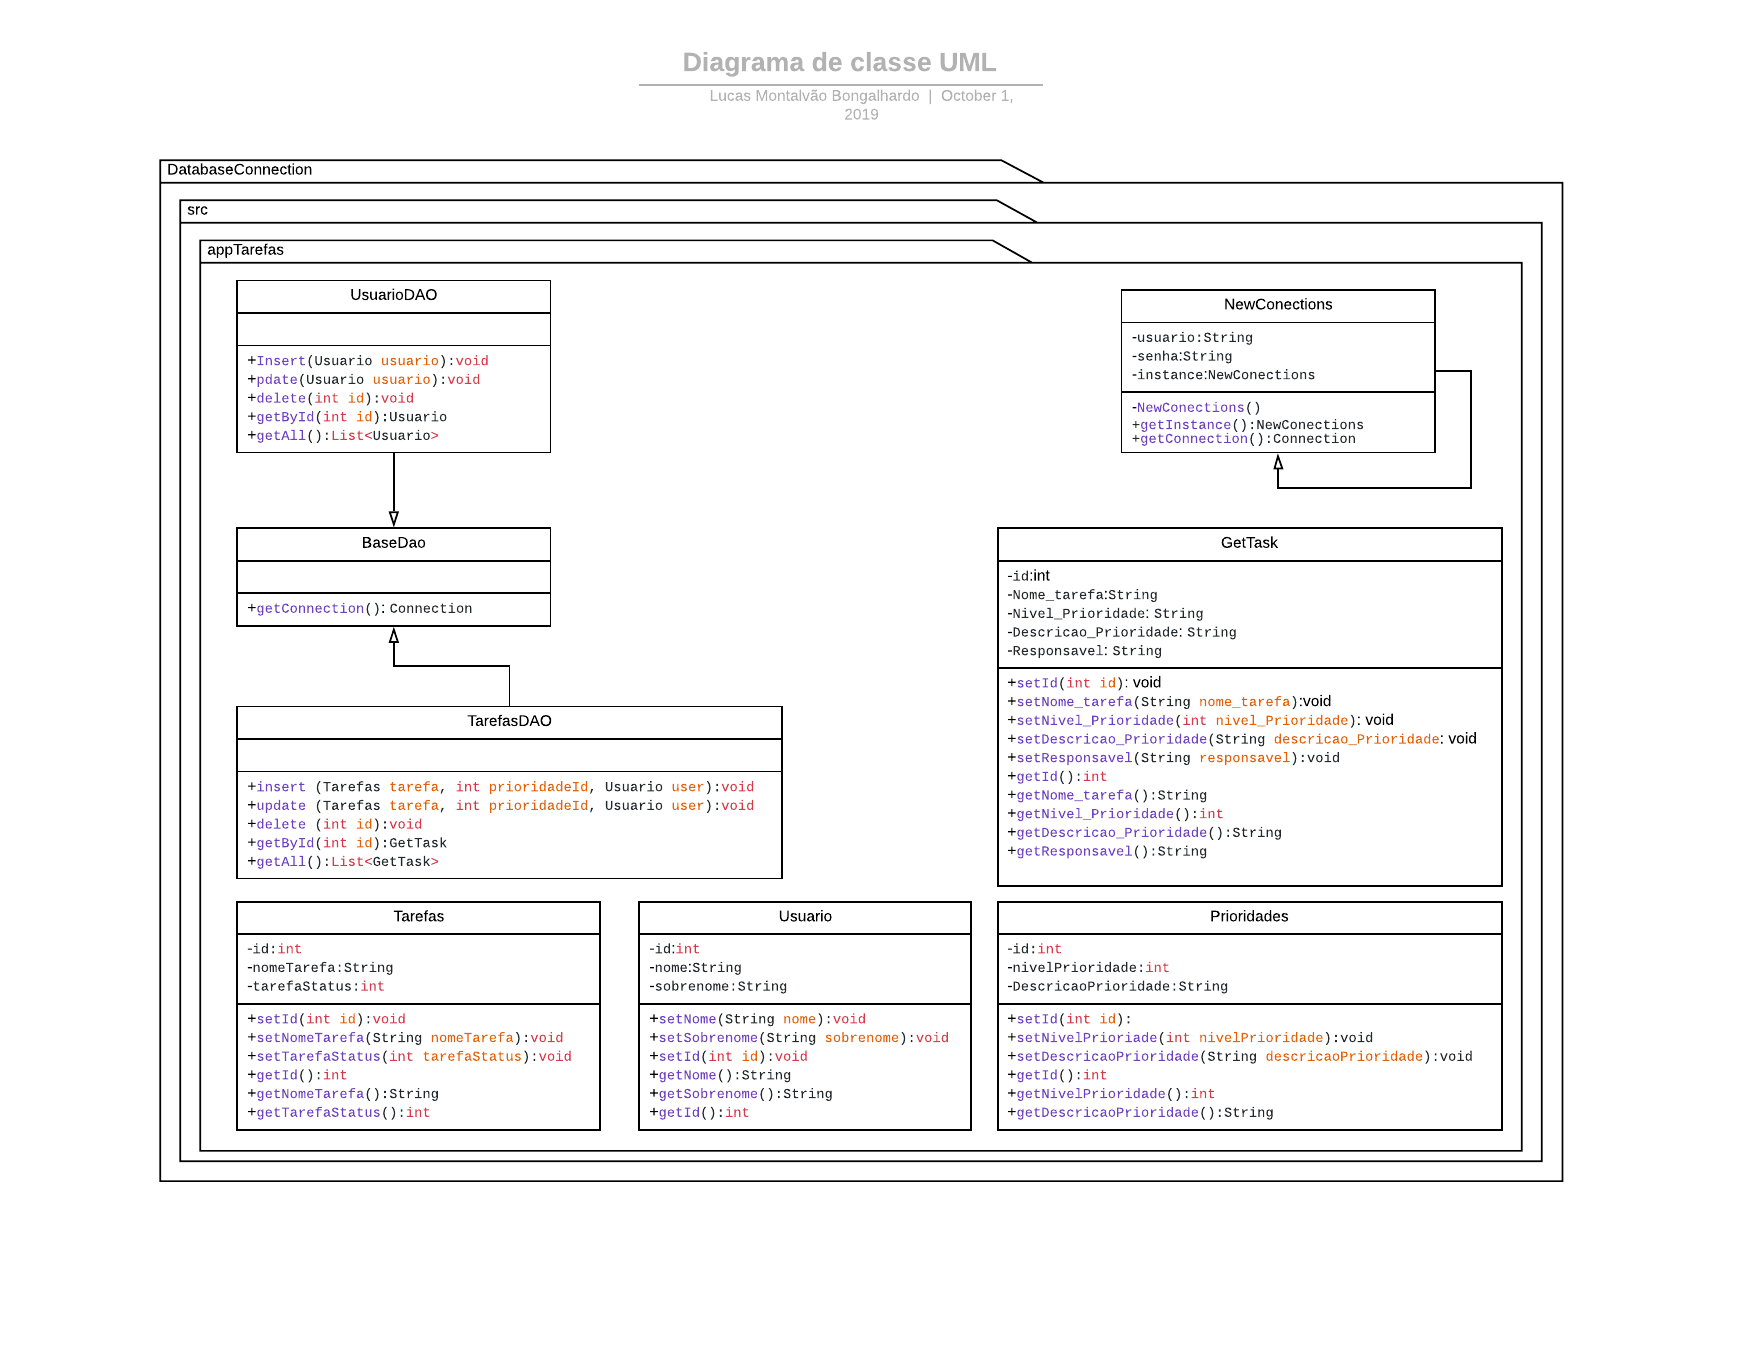 Diagrama de classe UML
Lucas Montalvão Bongalhardo | October 1,
2019
DatabaseConnection
src
appTarefas
UsuarioDAO
+Insert(Usuario usuario):void
+pdate(Usuario usuario):void
+delete(int id):void
+getById(int id):Usuario
+getAll():List<Usuario>
NewConections
-usuario:String
-senha:String
-instance:NewConections
-NewConections()
+getInstance():NewConections
+getConnection():Connection
BaseDao
+getConnection(): Connection
GetTask
-id:int
-Nome_tarefa:String
-Nivel_Prioridade: String
-Descricao_Prioridade: String
-Responsavel: String
+setId(int id): void
+setNome_tarefa(String nome_tarefa):void
+setNivel_Prioridade(int nivel_Prioridade): void
+setDescricao_Prioridade(String descricao_Prioridade: void
+setResponsavel(String responsavel):void
+getId():int
+getNome_tarefa():String
+getNivel_Prioridade():int
+getDescricao_Prioridade():String
+getResponsavel():String
TarefasDAO
+insert (Tarefas tarefa, int prioridadeId, Usuario user):void
+update (Tarefas tarefa, int prioridadeId, Usuario user):void
+delete (int id):void
+getById(int id):GetTask
+getAll():List<GetTask>
Tarefas
-id:int
-nomeTarefa:String
-tarefaStatus:int
+setId(int id):void
+setNomeTarefa(String nomeTarefa):void
+setTarefaStatus(int tarefaStatus):void
+getId():int
+getNomeTarefa():String
+getTarefaStatus():int
Usuario
-id:int
-nome:String
-sobrenome:String
+setNome(String nome):void
+setSobrenome(String sobrenome):void
+setId(int id):void
+getNome():String
+getSobrenome():String
+getId():int
Prioridades
-id:int
-nivelPrioridade:int
-DescricaoPrioridade:String
+setId(int id):
+setNivelPrioriade(int nivelPrioridade):void
+setDescricaoPrioridade(String descricaoPrioridade):void
+getId():int
+getNivelPrioridade():int
+getDescricaoPrioridade():String